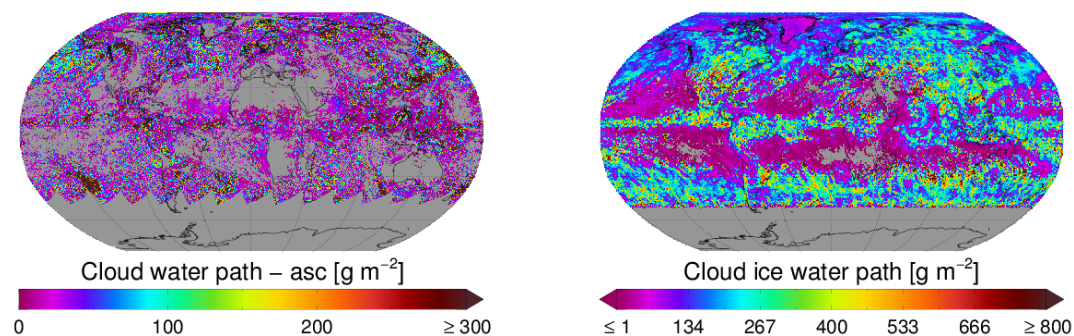 Cloud water path – asc [g m⁻²]
0 100 200 ≥ 300
Cloud ice water path [g m⁻²]
≤ 1 134 267 400 533 666 ≥ 800